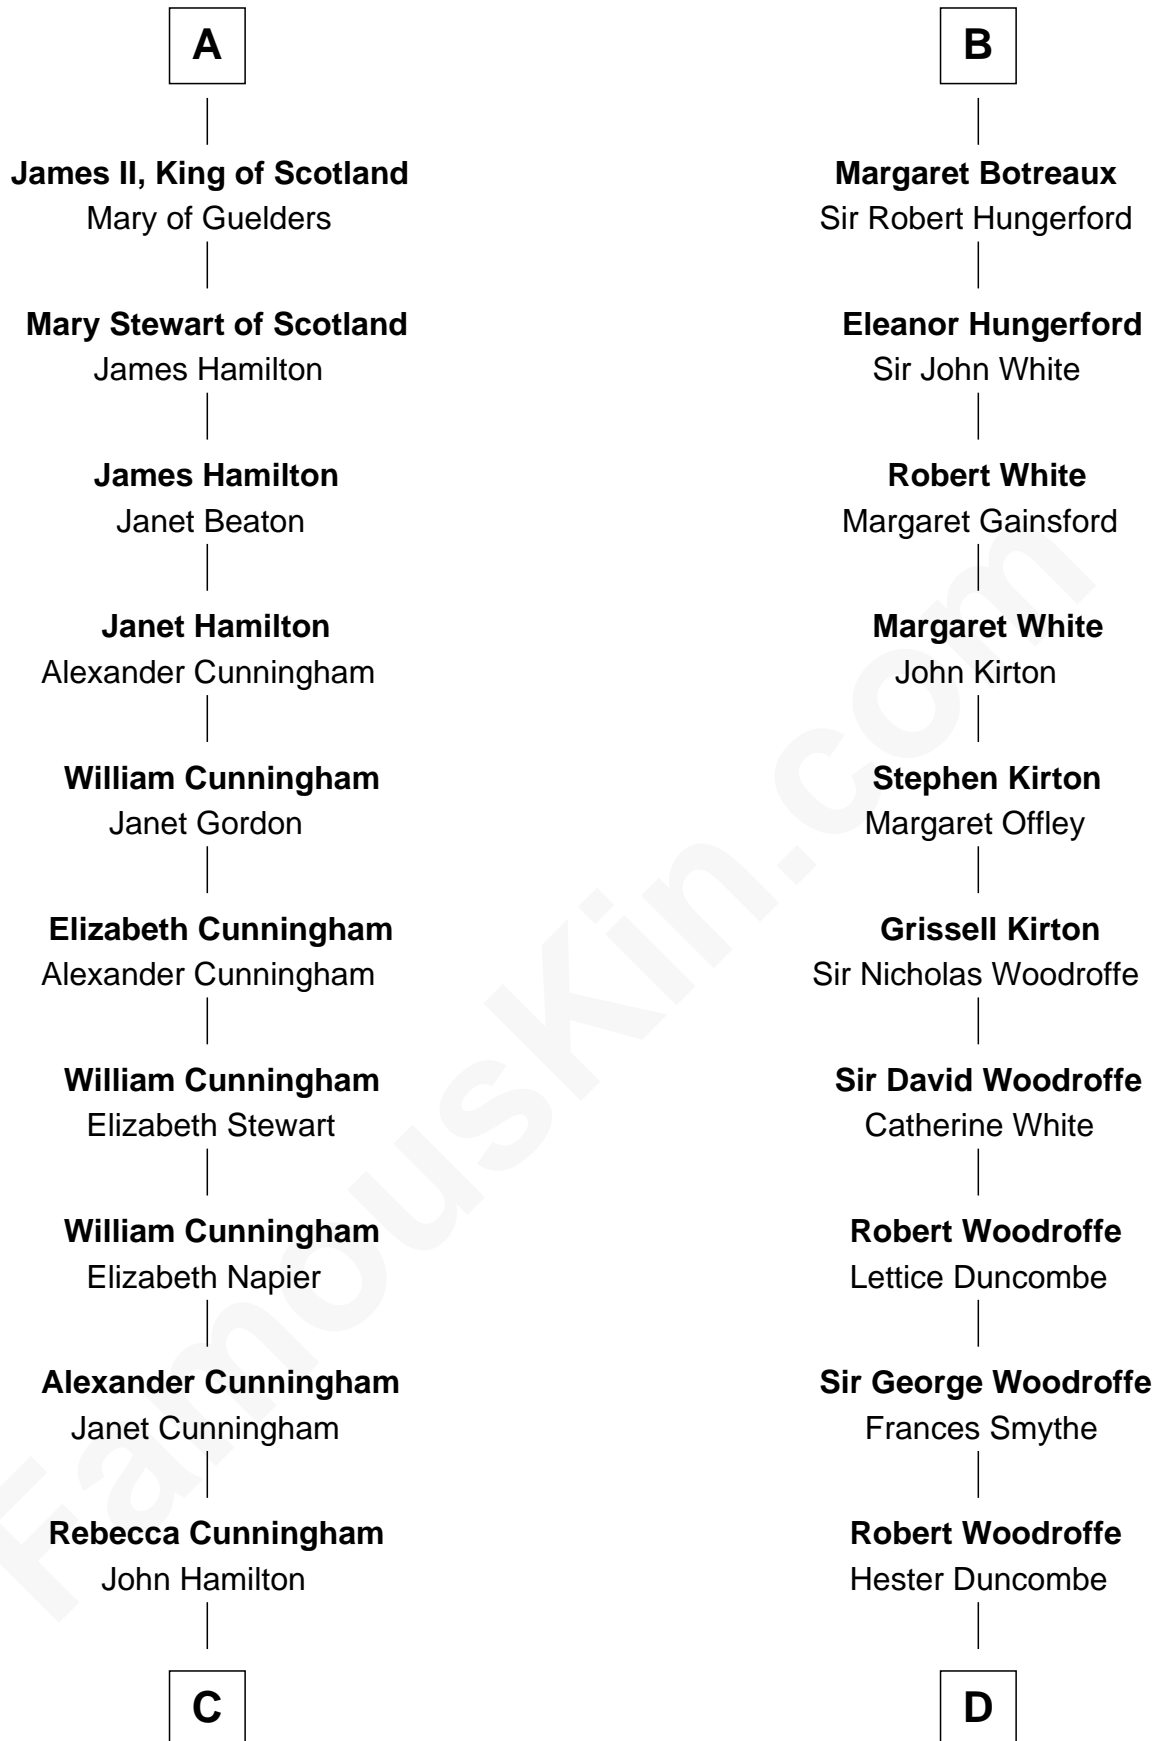 A
James II, King of Scotland
Mary of Guelders
Mary Stewart of Scotland
James Hamilton
James Hamilton
Janet Beaton
Janet Hamilton
Alexander Cunningham
William Cunningham
Janet Gordon
Elizabeth Cunningham
Alexander Cunningham
William Cunningham
Elizabeth Stewart
William Cunningham
Elizabeth Napier
Alexander Cunningham
Janet Cunningham
Rebecca Cunningham
John Hamilton
C
B
Margaret Botreaux
Sir Robert Hungerford
Eleanor Hungerford
Sir John White
Robert White
Margaret Gainsford
Margaret White
John Kirton
Stephen Kirton
Margaret Offley
Grissell Kirton
Sir Nicholas Woodroffe
Sir David Woodroffe
Catherine White
Robert Woodroffe
Lettice Duncombe
Sir George Woodroffe
Frances Smythe
Robert Woodroffe
Hester Duncombe
D
FamousKin.com